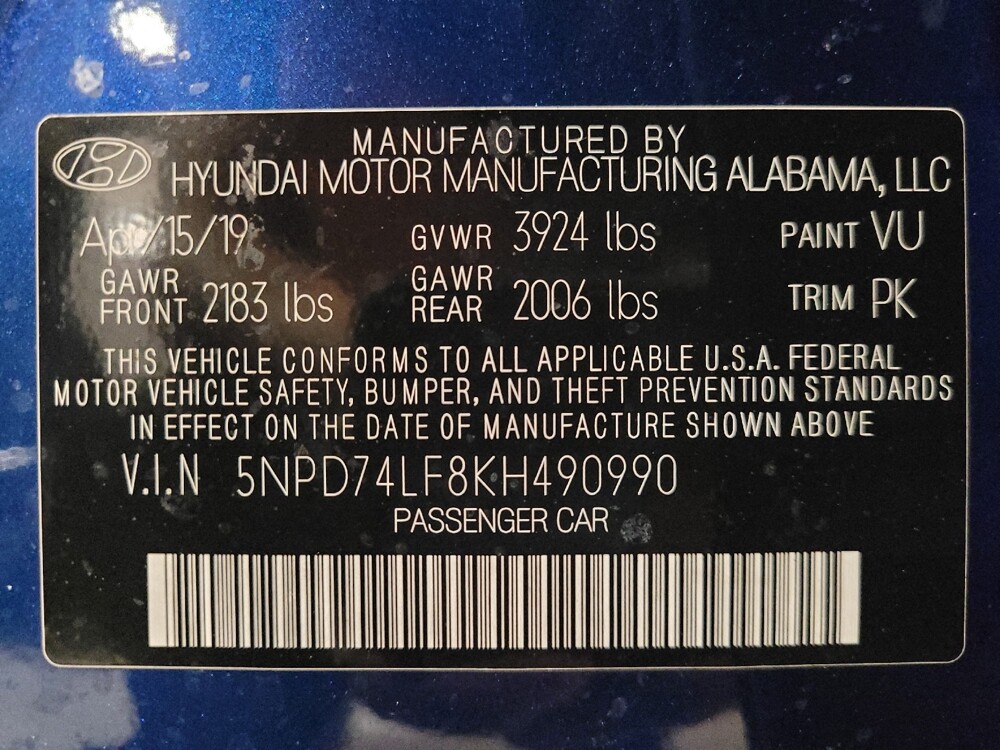 MANUFACTURED BY
HYUNDAI MOTOR MANUFACTURING ALABAMA, LLC
Apr/15/19 GVWR 3924 lbs PAINT VU
GAWR FRONT 2183 lbs GAWR REAR 2006 lbs TRIM PK
THIS VEHICLE CONFORMS TO ALL APPLICABLE U.S.A. FEDERAL
MOTOR VEHICLE SAFETY, BUMPER, AND THEFT PREVENTION STANDARDS
IN EFFECT ON THE DATE OF MANUFACTURE SHOWN ABOVE
V.I.N 5NPD74LF8KH490990
PASSENGER CAR